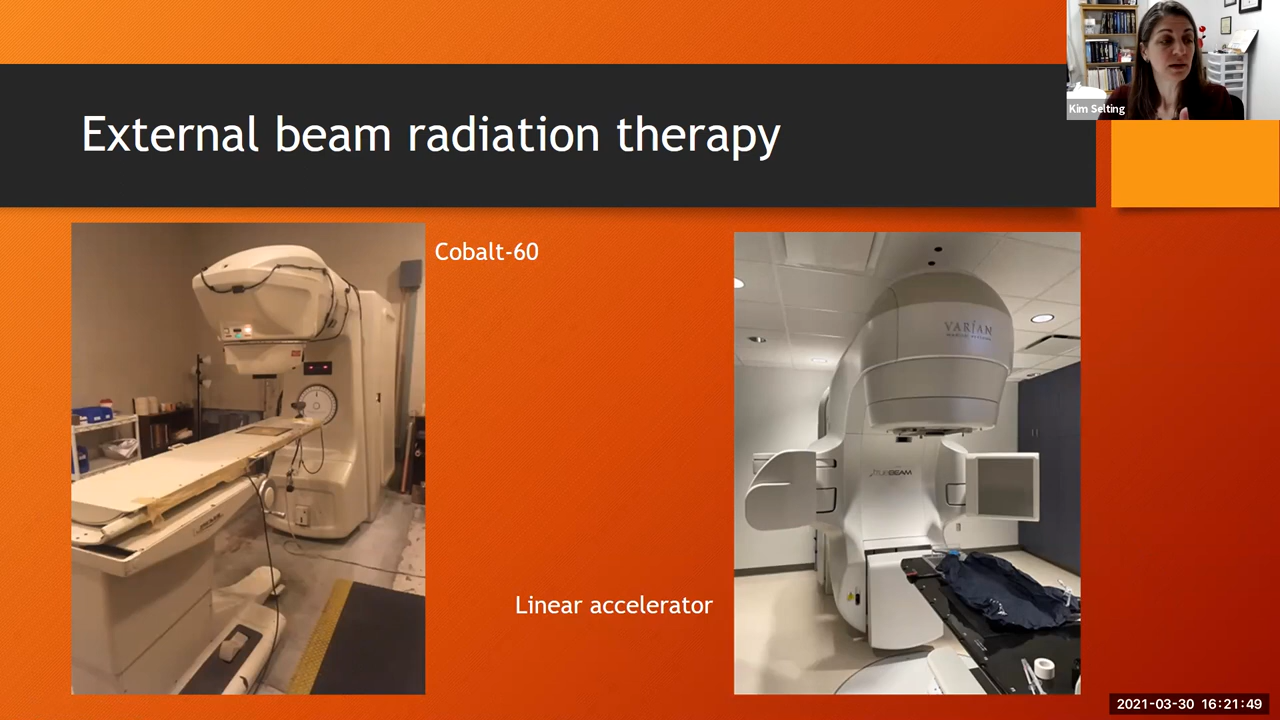 Kim Selting
External beam radiation therapy
Cobalt-60
VARIAN
TRUEBEAM
Linear accelerator
2021-03-30 16:21:49